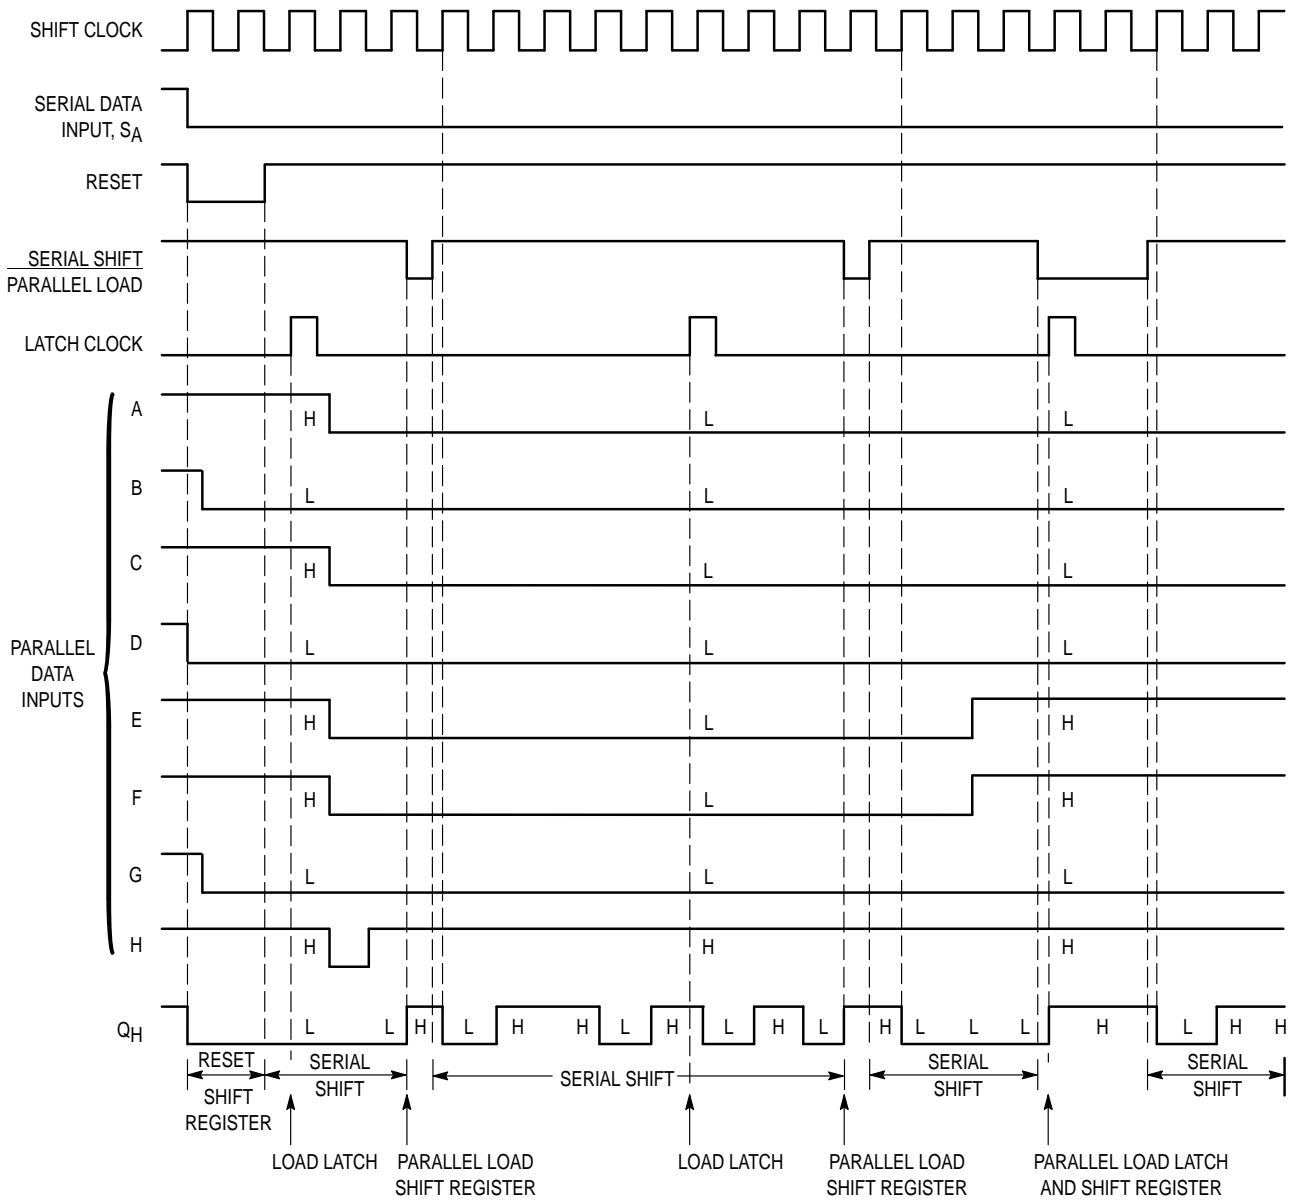 SHIFT CLOCK
SERIAL DATA
INPUT, SA
RESET
SERIAL SHIFT
PARALLEL LOAD
LATCH CLOCK
A H L L
B L L L
C H L L
D L L L
PARALLEL
DATA
INPUTS
E H L H
F H L H
G L L L
H H H H
QH L L H L H H L H L H L H L L L H L H H
RESET
SHIFT
REGISTER
SERIAL
SHIFT
SERIAL SHIFT
SERIAL
SHIFT
SERIAL
SHIFT
LOAD LATCH
PARALLEL LOAD
SHIFT REGISTER
LOAD LATCH
PARALLEL LOAD
SHIFT REGISTER
PARALLEL LOAD LATCH
AND SHIFT REGISTER